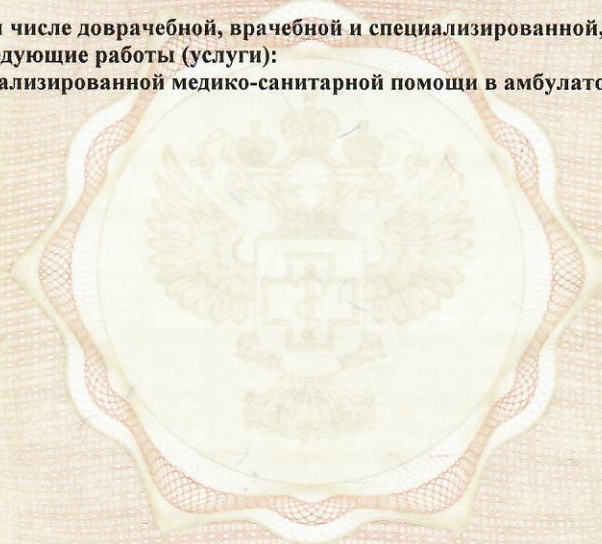 числе доврачебной, врачебной и специализированной,
дующие работы (услуги):
ализированной медико-санитарной помощи в амбулато